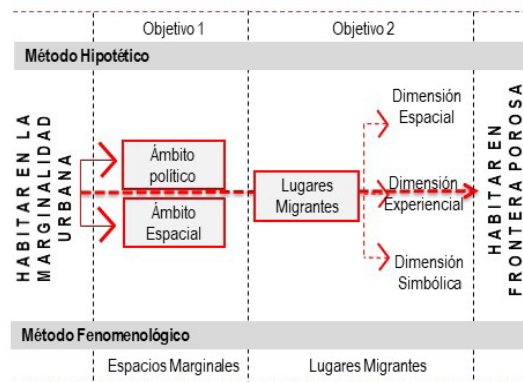 Objetivo 1
Objetivo 2
Método Hipotético
HABITAR EN LA
MARGINALIDAD
URBANA
Ámbito
político
Ámbito
Espacial
Lugares
Migrantes
Dimensión
Espacial
Dimensión
Experiencial
Dimensión
Simbólica
HABITAR EN
FRONTERA POROSA
Método Fenomenológico
Espacios Marginales
Lugares Migrantes